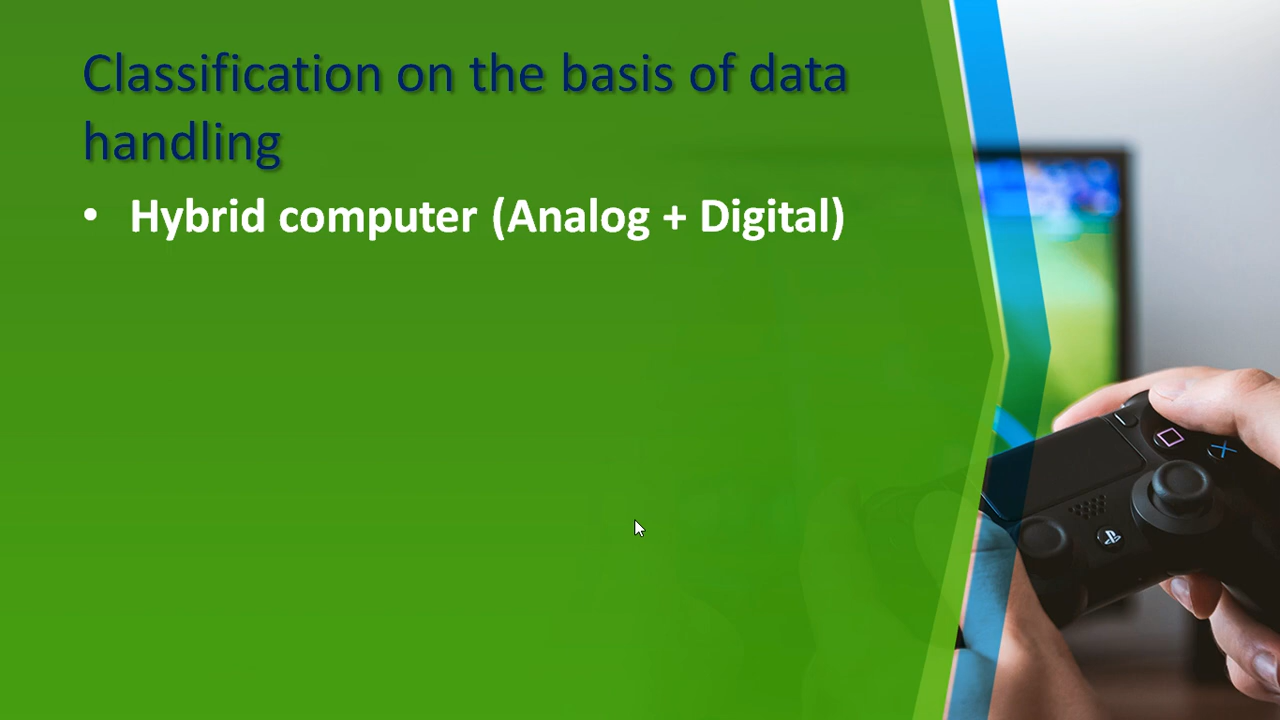 Classification on the basis of data
handling
• Hybrid computer (Analog + Digital)